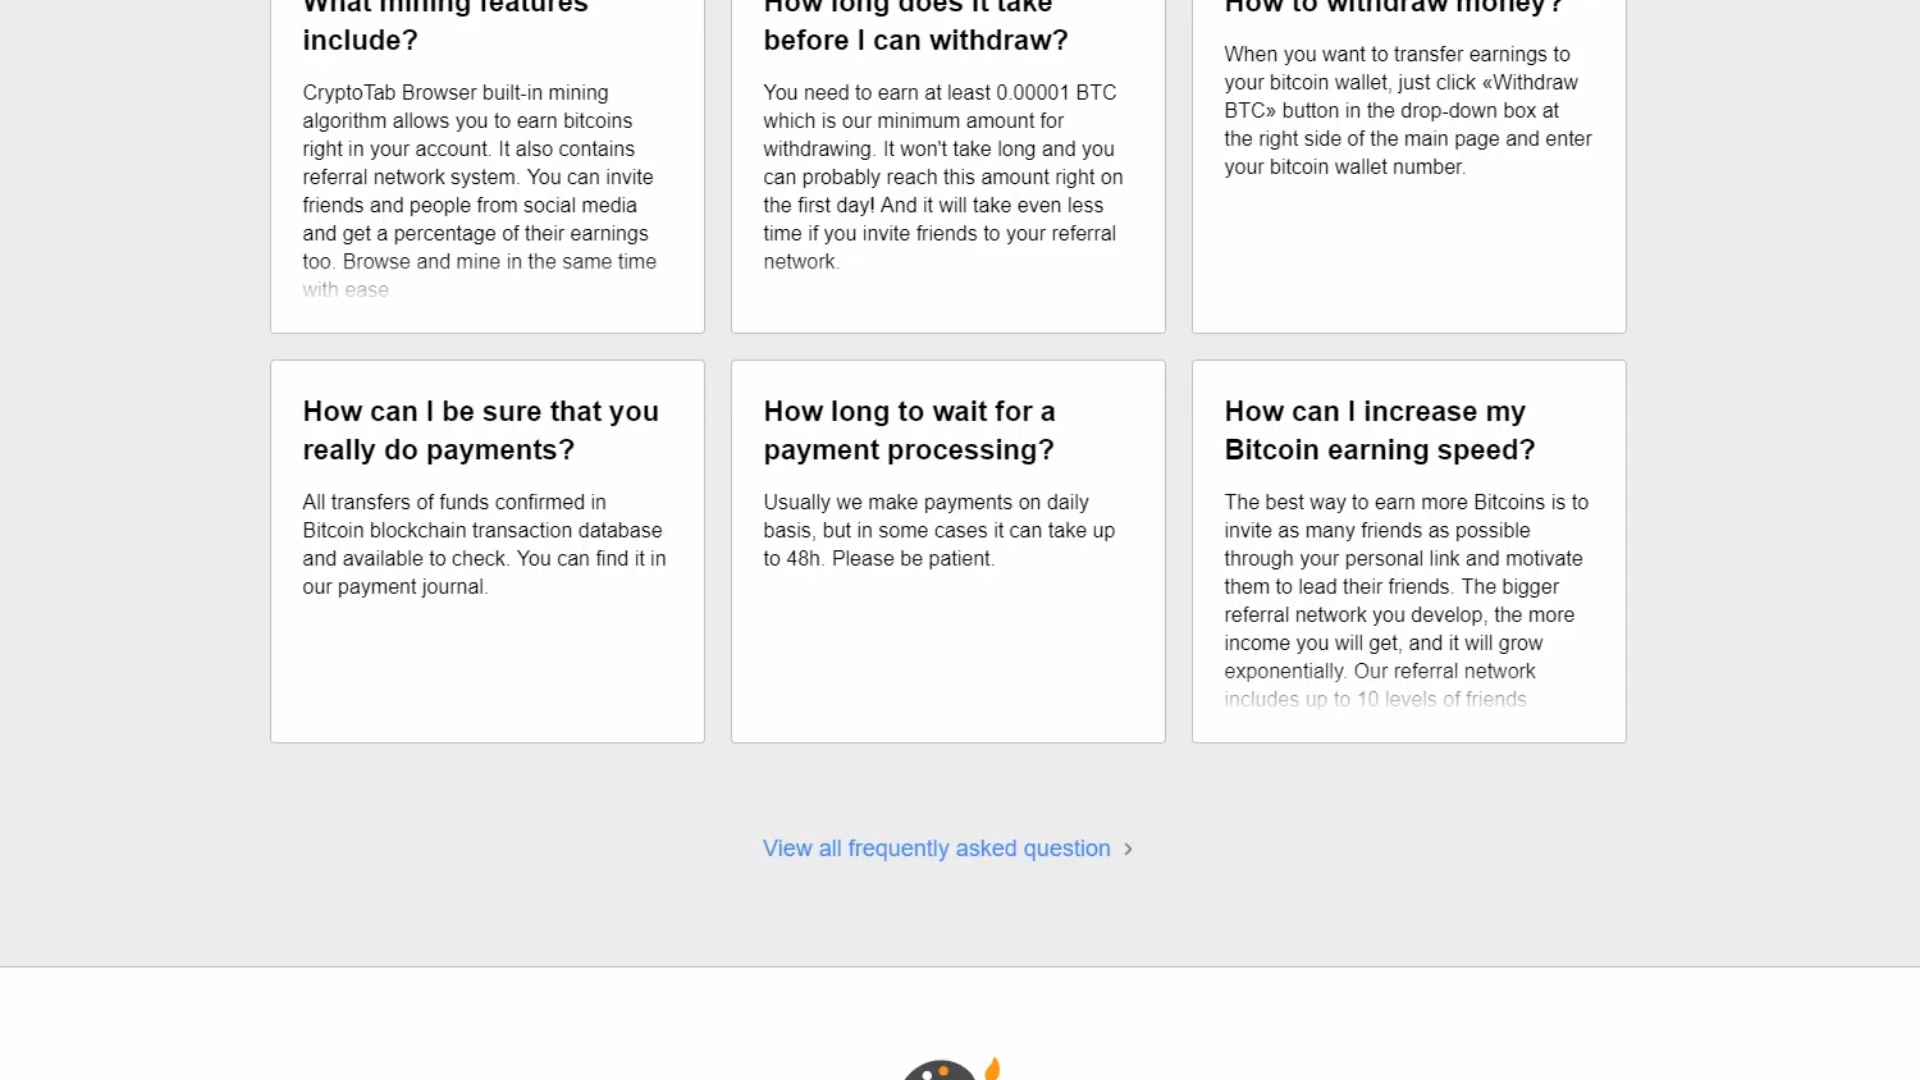 What mining features
include?
CryptoTab Browser built-in mining
algorithm allows you to earn bitcoins
right in your account. It also contains
referral network system. You can invite
friends and people from social media
and get a percentage of their earnings
too. Browse and mine in the same time
with ease.
How long does it take
before I can withdraw?
You need to earn at least 0.00001 BTC
which is our minimum amount for
withdrawing. It won't take long and you
can probably reach this amount right on
the first day! And it will take even less
time if you invite friends to your referral
network.
How to withdraw money?
When you want to transfer earnings to
your bitcoin wallet, just click «Withdraw
BTC» button in the drop-down box at
the right side of the main page and enter
your bitcoin wallet number.
How can I be sure that you
really do payments?
All transfers of funds confirmed in
Bitcoin blockchain transaction database
and available to check. You can find it in
our payment journal.
How long to wait for a
payment processing?
Usually we make payments on daily
basis, but in some cases it can take up
to 48h. Please be patient.
How can I increase my
Bitcoin earning speed?
The best way to earn more Bitcoins is to
invite as many friends as possible
through your personal link and motivate
them to lead their friends. The bigger
referral network you develop, the more
income you will get, and it will grow
exponentially. Our referral network
includes up to 10 levels of friends.
View all frequently asked question